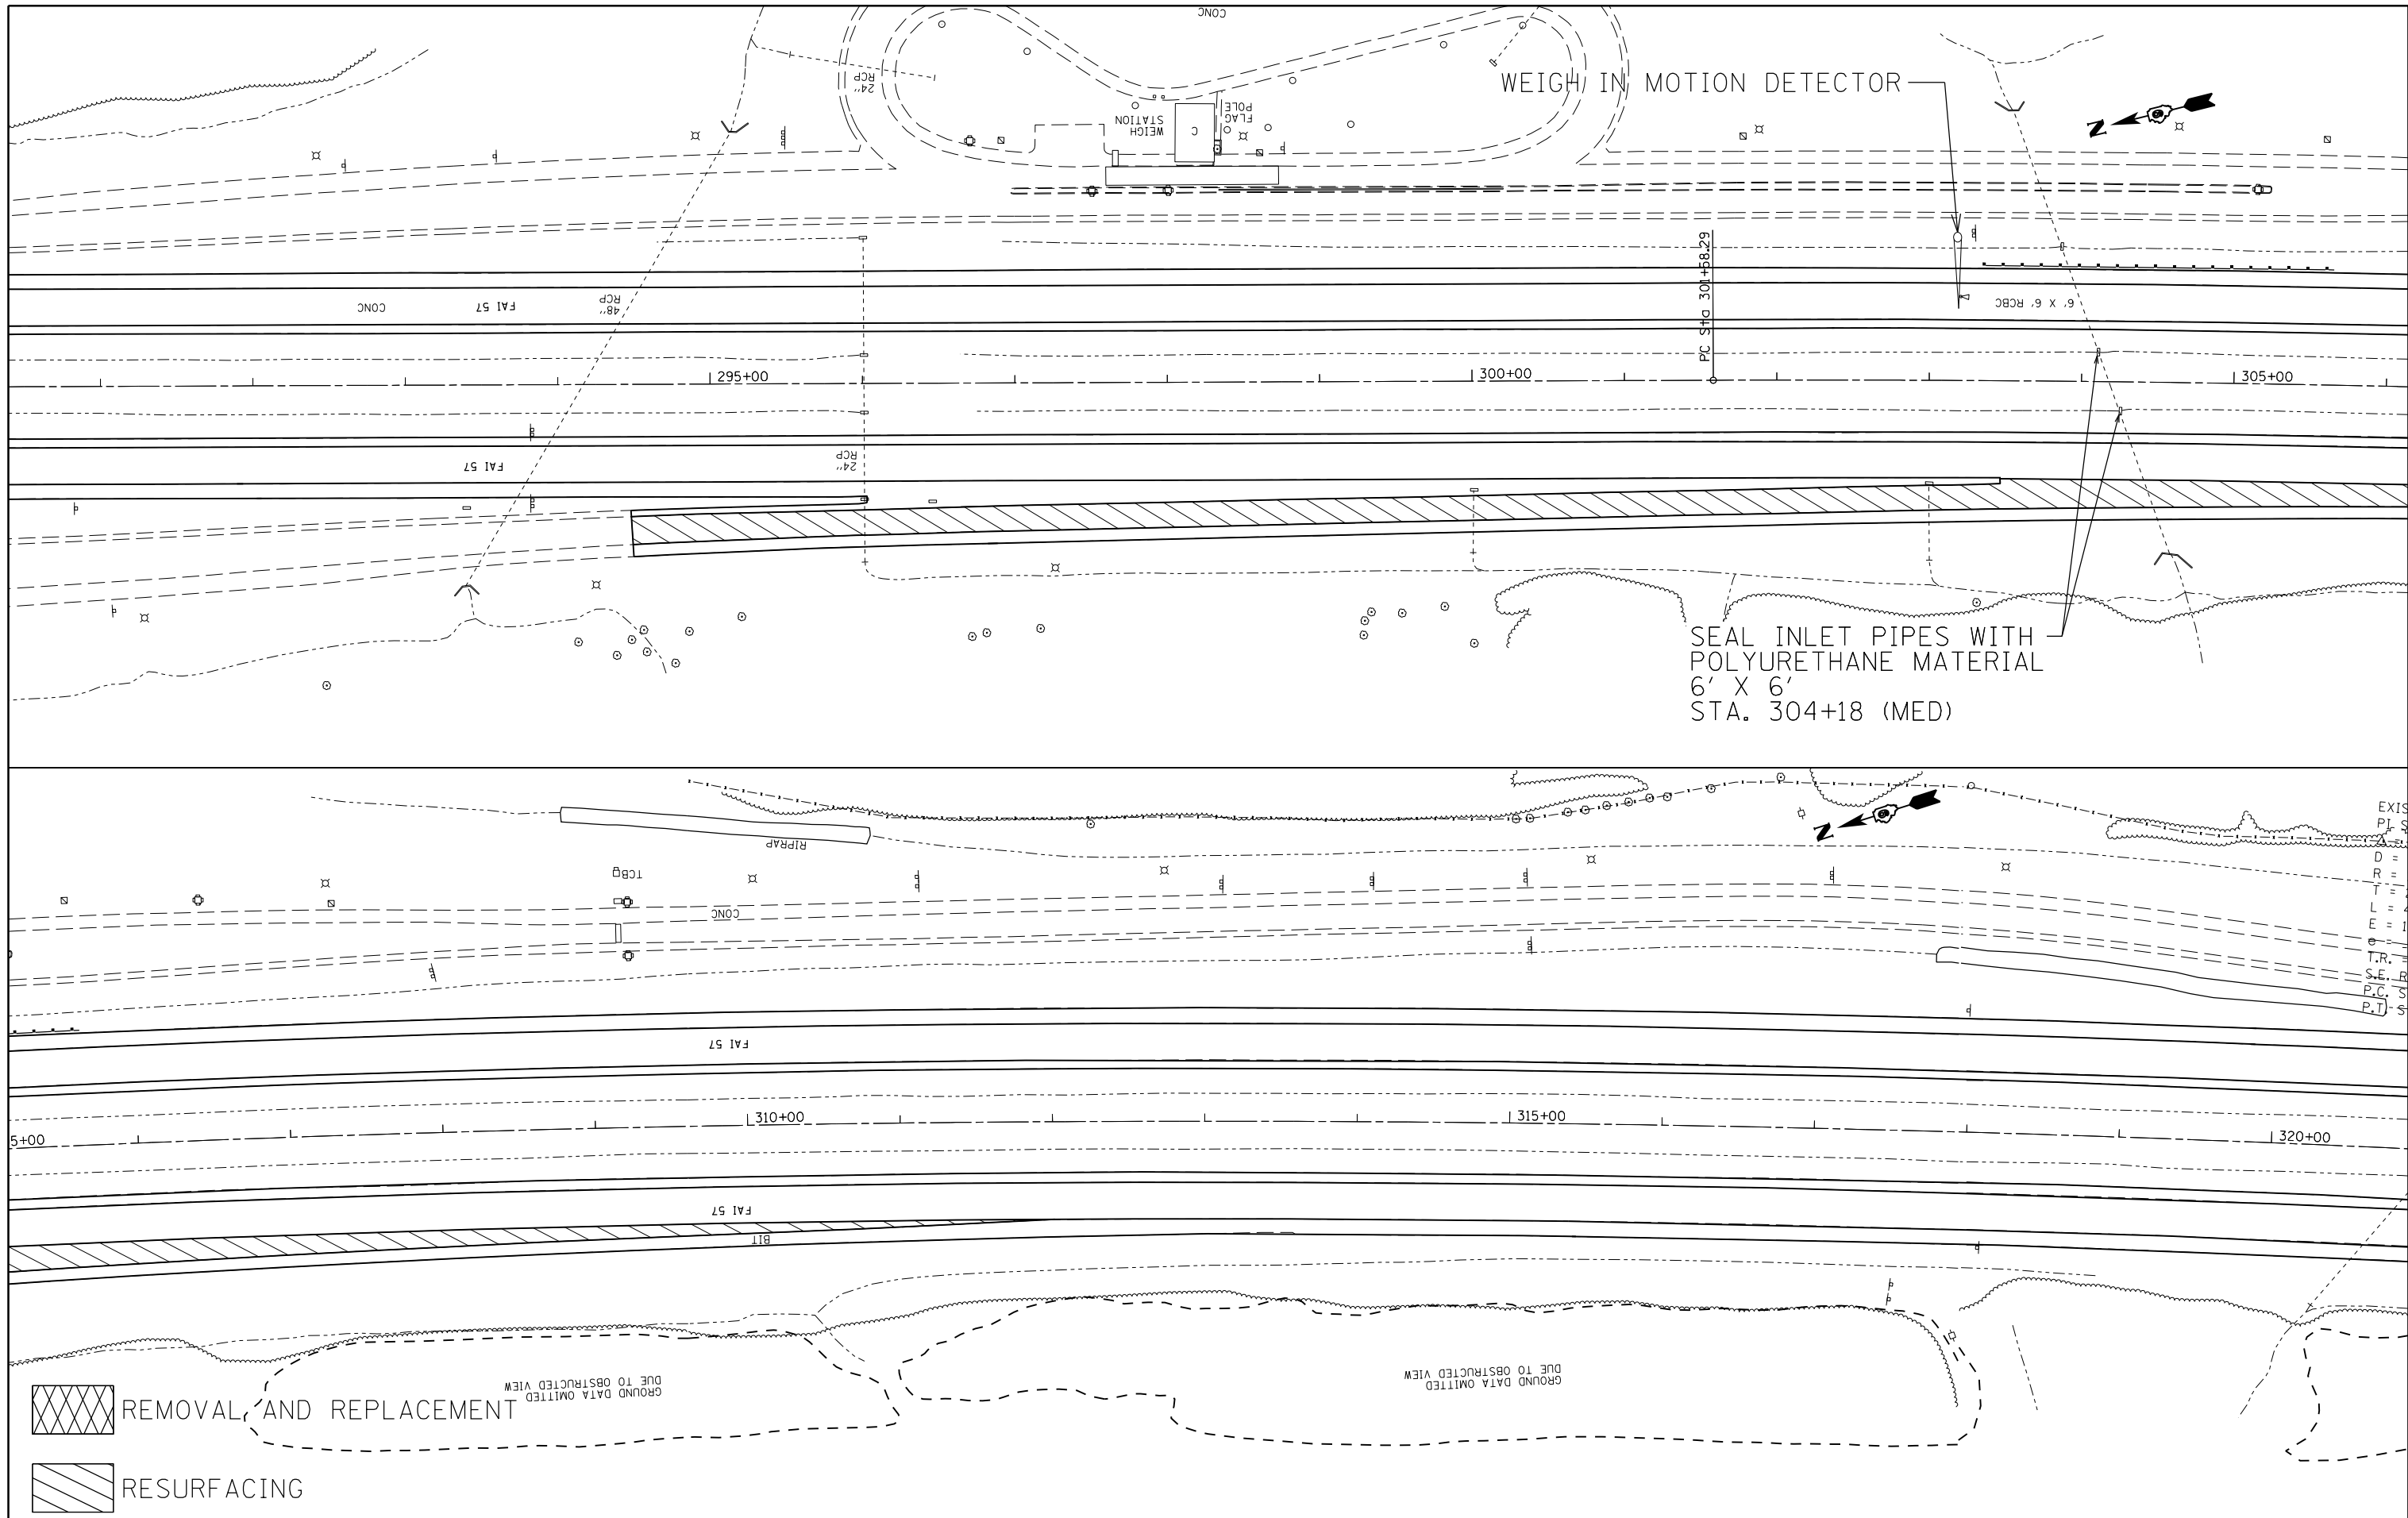 CONC
24"
RCP
WEIGH
STATION
C
FLAG
POLE
WEIGH IN MOTION DETECTOR
N
CONC
FAI 57
48"
RCP
PC Sta 301+58.29
6' X 6' RCBC
295+00
300+00
305+00
FAI 57
24"
RCP
SEAL INLET PIPES WITH
POLYURETHANE MATERIAL
6' X 6'
STA. 304+18 (MED)
RIPRAP
TCB
CONC
N
EXIS
PI S
D =
R =
T =
L =
E = 1
e =
T.R. =
S.E. R
P.C. S
P.T. S
FAI 57
5+00
310+00
315+00
320+00
FAI 57
BIT
GROUND DATA OMITTED
DUE TO OBSTRUCTED VIEW
GROUND DATA OMITTED
DUE TO OBSTRUCTED VIEW
REMOVAL AND REPLACEMENT
RESURFACING